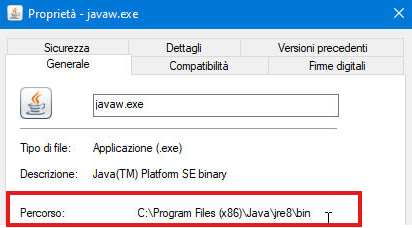 Proprietà - javaw.exe
Sicurezza Dettagli Versioni precedenti
Generale Compatibilità Firme digitali
javaw.exe
Tipo di file: Applicazione (.exe)
Descrizione: Java(TM) Platform SE binary
Percorso: C:\Program Files (x86)\Java\jre8\bin